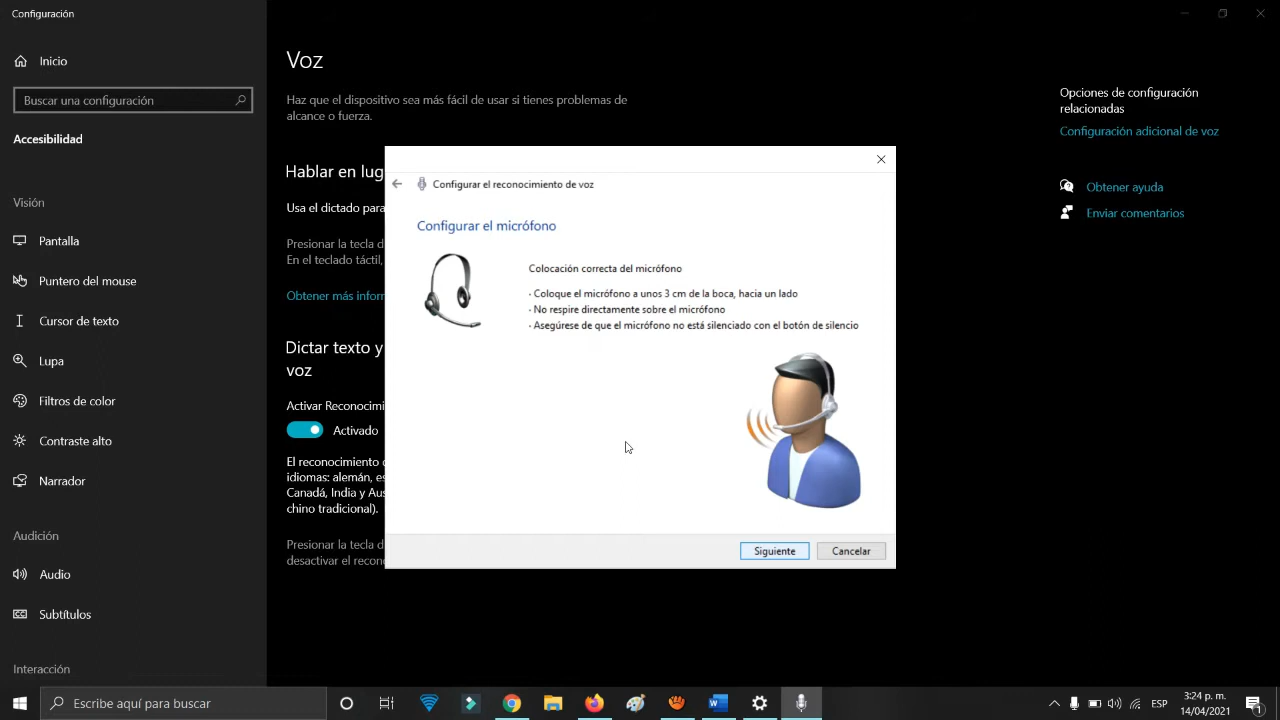 Configuración
Inicio
Buscar una configuración
Accesibilidad
Visión
Pantalla
Puntero del mouse
Cursor de texto
Lupa
Filtros de color
Contraste alto
Narrador
Audición
Audio
Subtítulos
Interacción
Voz
Haz que el dispositivo sea más fácil de usar si tienes problemas de
alcance o fuerza.
Hablar en lug
Usa el dictado para
Presionar la tecla d
En el teclado táctil,
Obtener más inforr
Dictar texto y
voz
Activar Reconocimi
Activado
El reconocimiento d
idiomas: alemán, es
Canadá, India y Aus
chino tradicional).
Presionar la tecla d
desactivar el recon
Configurar el reconocimiento de voz
Configurar el micrófono
Colocación correcta del micrófono
· Coloque el micrófono a unos 3 cm de la boca, hacia un lado
· No respire directamente sobre el micrófono
· Asegúrese de que el micrófono no está silenciado con el botón de silencio
Siguiente
Cancelar
Opciones de configuración
relacionadas
Configuración adicional de voz
Obtener ayuda
Enviar comentarios
Escribe aquí para buscar
ESP
3:24 p. m.
14/04/2021
1